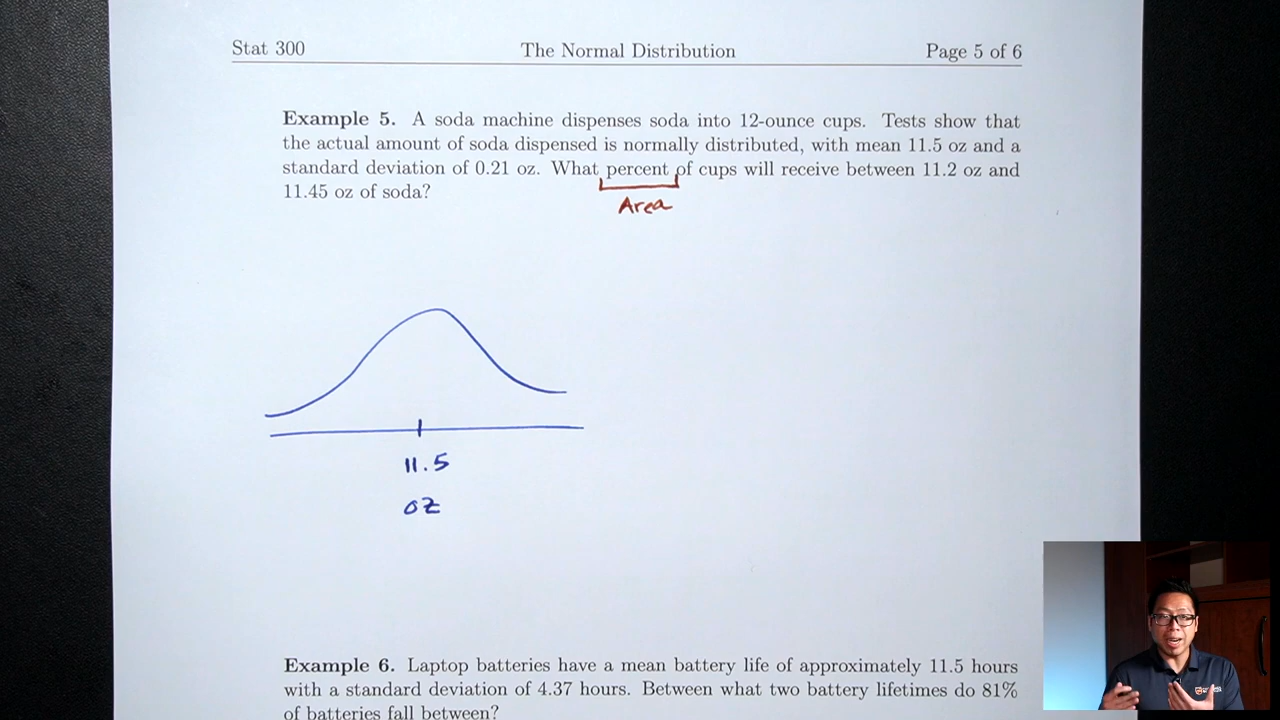 Stat 300 The Normal Distribution Page 5 of 6
Example 5. A soda machine dispenses soda into 12-ounce cups. Tests show that
the actual amount of soda dispensed is normally distributed, with mean 11.5 oz and a
standard deviation of 0.21 oz. What percent of cups will receive between 11.2 oz and
11.45 oz of soda?
Area
11.5
oz
Example 6. Laptop batteries have a mean battery life of approximately 11.5 hours
with a standard deviation of 4.37 hours. Between what two battery lifetimes do 81%
of batteries fall between?